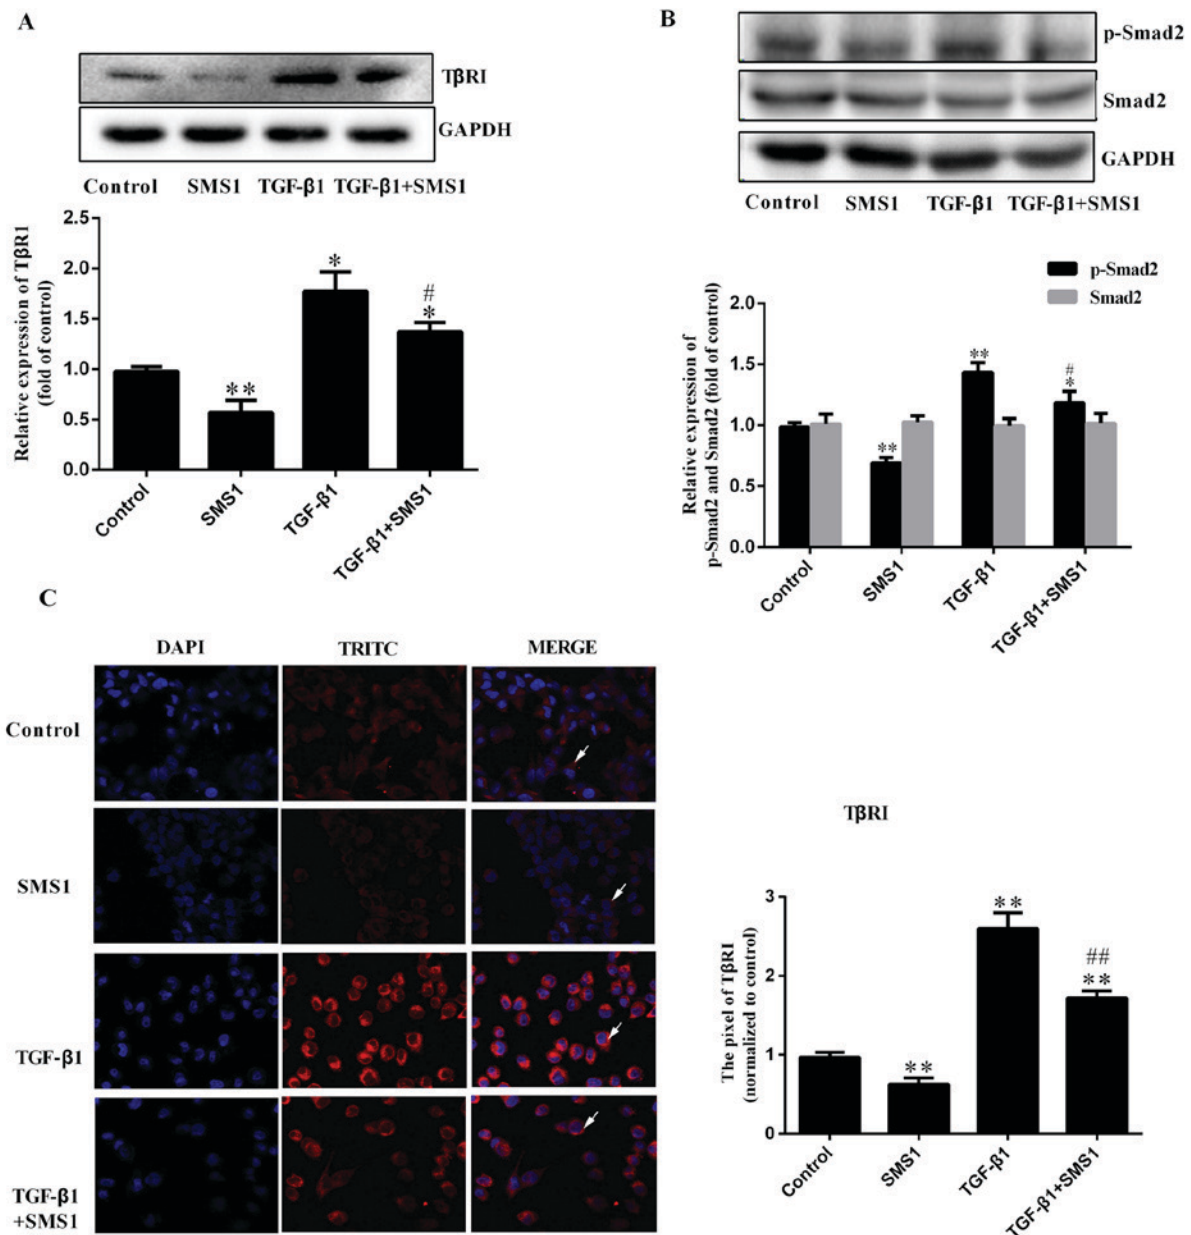 A
TβRI
GAPDH
Control SMS1 TGF-β1 TGF-β1+SMS1
Relative expression of TβR1
(fold of control)
2.5
2.0
1.5
1.0
0.5
0.0
**
*
#
*
Control
SMS1
TGF-β1
TGF-β1+SMS1
B
p-Smad2
Smad2
GAPDH
Control SMS1 TGF-β1 TGF-β1+SMS1
p-Smad2
Smad2
Relative expression of
p-Smad2 and Smad2 (fold of control)
2.0
1.5
1.0
0.5
0.0
**
**
#
*
Control
SMS1
TGF-β1
TGF-β1+SMS1
C
DAPI TRITC MERGE
Control
SMS1
TGF-β1
TGF-β1
+SMS1
TβRI
The pixel of TβRI
(normalized to control)
3
2
1
0
**
**
##
**
Control
SMS1
TGF-β1
TGF-β1+SMS1